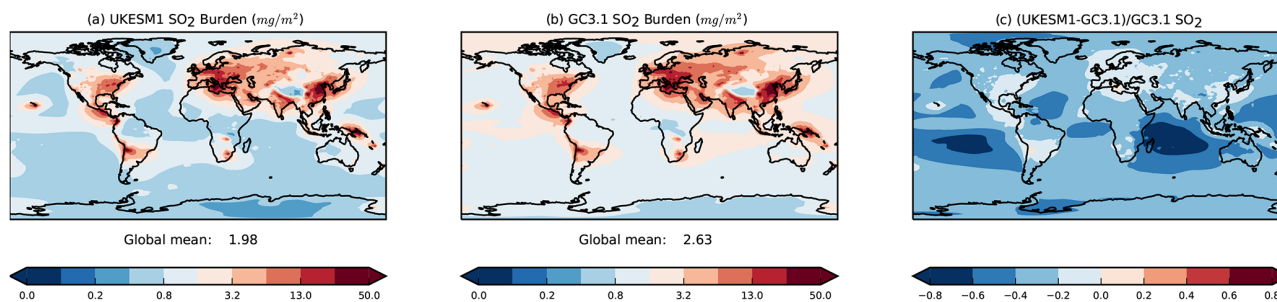 (a) UKESM1 SO2 Burden (mg/m²)
(b) GC3.1 SO2 Burden (mg/m²)
(c) (UKESM1-GC3.1)/GC3.1 SO2
Global mean: 1.98
Global mean: 2.63
0.0 0.2 0.8 3.2 13.0 50.0
0.0 0.2 0.8 3.2 13.0 50.0
−0.8 −0.6 −0.4 −0.2 0.0 0.2 0.4 0.6